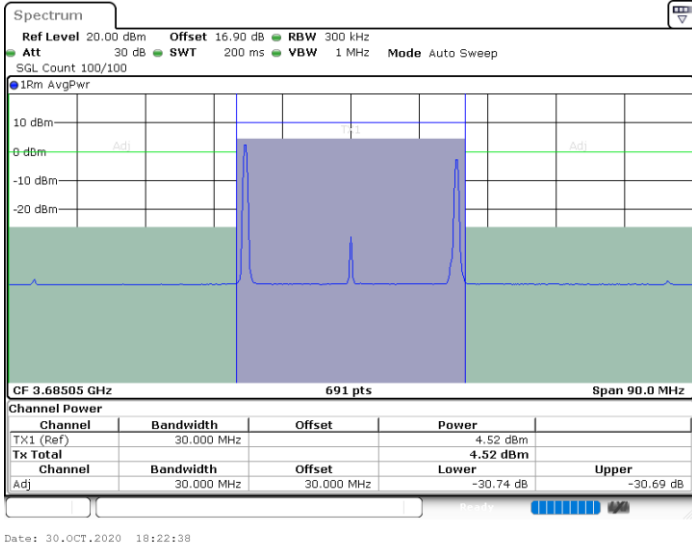 Spectrum
Ref Level 20.00 dBm Offset 16.90 dB RBW 300 kHz
Att 30 dB SWT 200 ms VBW 1 MHz Mode Auto Sweep
SGL Count 100/100
1Rm AvgPwr
10 dBm
TX1
Adj
0 dBm
Adj
-10 dBm
-20 dBm
CF 3.68505 GHz 691 pts Span 90.0 MHz
Channel Power
Channel Bandwidth Offset Power
TX1 (Ref) 30.000 MHz 4.52 dBm
Tx Total 4.52 dBm
Channel Bandwidth Offset Lower Upper
Adj 30.000 MHz 30.000 MHz -30.74 dB -30.69 dB
Ready
Date: 30.OCT.2020 18:22:38